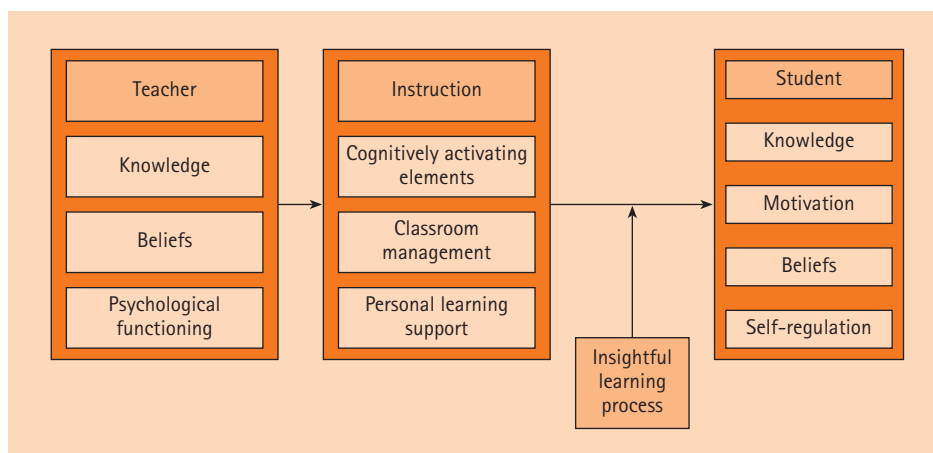 Teacher
Knowledge
Beliefs
Psychological
functioning
Instruction
Cognitively activating
elements
Classroom
management
Personal learning
support
Insightful
learning
process
Student
Knowledge
Motivation
Beliefs
Self-regulation